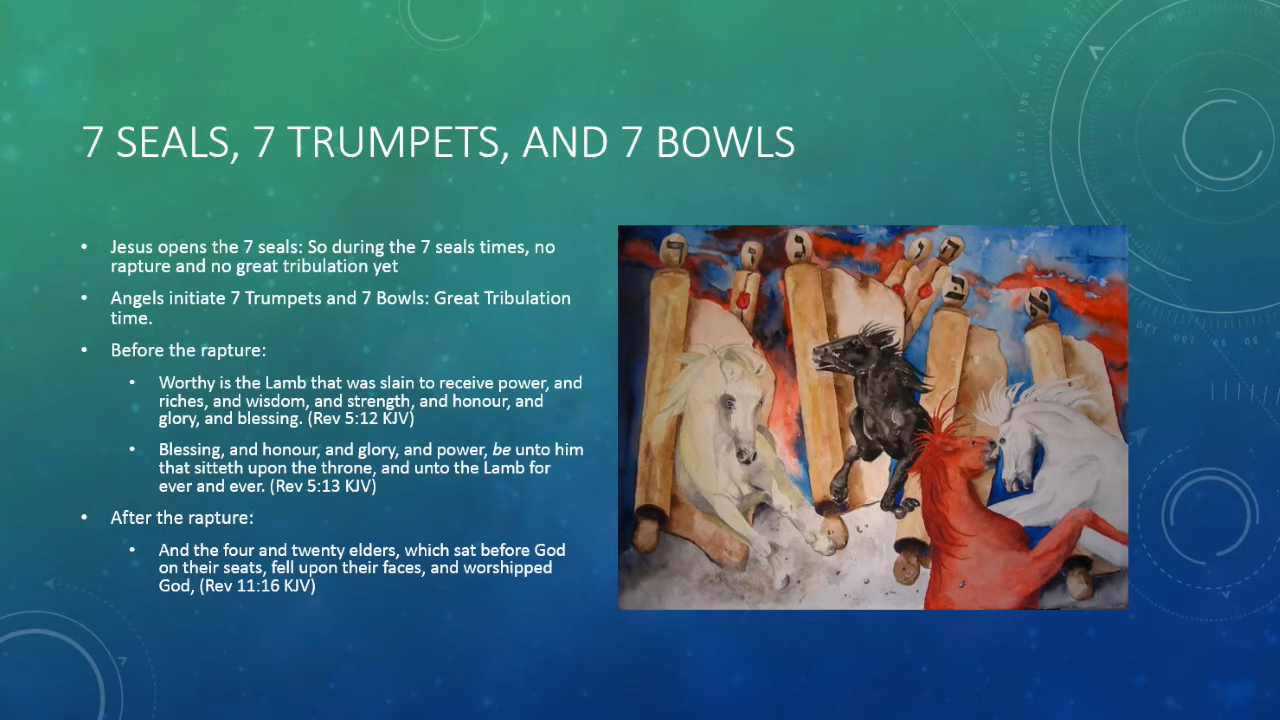 7 SEALS, 7 TRUMPETS, AND 7 BOWLS
• Jesus opens the 7 seals: So during the 7 seals times, no
rapture and no great tribulation yet
• Angels initiate 7 Trumpets and 7 Bowls: Great Tribulation
time.
• Before the rapture:
• Worthy is the Lamb that was slain to receive power, and
riches, and wisdom, and strength, and honour, and
glory, and blessing. (Rev 5:12 KJV)
• Blessing, and honour, and glory, and power, be unto him
that sitteth upon the throne, and unto the Lamb for
ever and ever. (Rev 5:13 KJV)
• After the rapture:
• And the four and twenty elders, which sat before God
on their seats, fell upon their faces, and worshipped
God, (Rev 11:16 KJV)